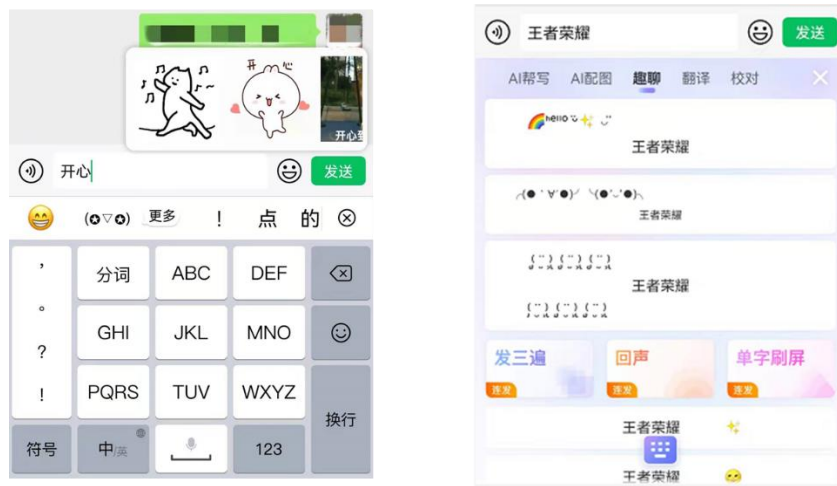 开 心
开心
开心
发送
(✪▽✪) 更多 ！ 点 的
， 分词 ABC DEF
。 GHI JKL MNO
？
！ PQRS TUV WXYZ 换行
符号 中/英 123
王者荣耀 发送
AI帮写 AI配图 趣聊 翻译 校对
hello
王者荣耀
王者荣耀
王者荣耀
发三遍 回声 单字刷屏
连发 连发 连发
王者荣耀
王者荣耀